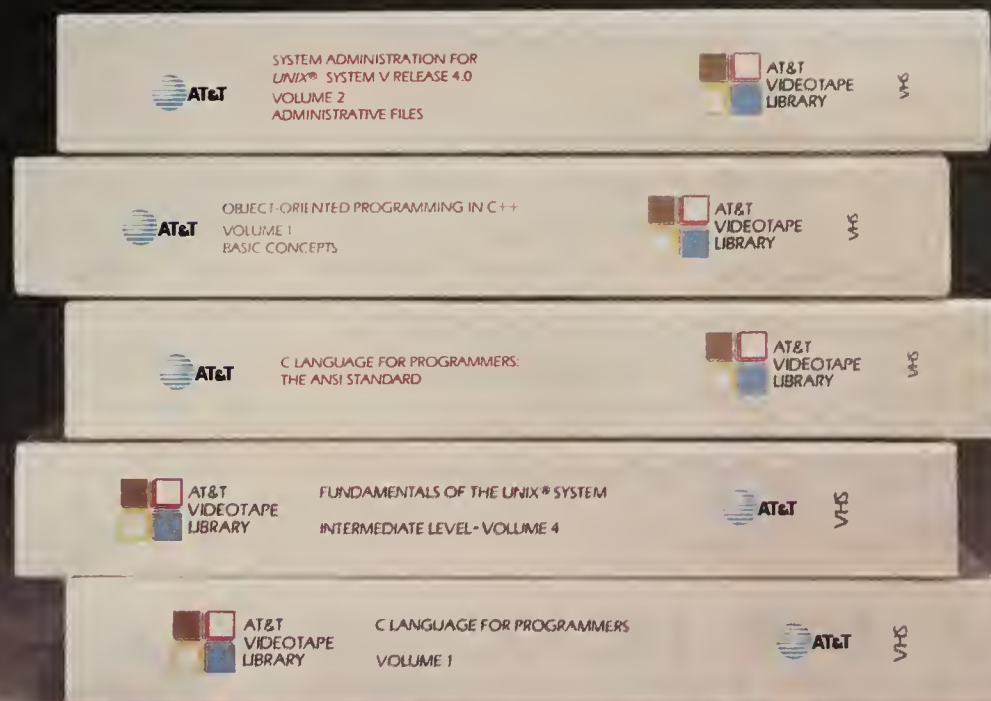 AT&T
SYSTEM ADMINISTRATION FOR
UNIX® SYSTEM V RELEASE 4.0
VOLUME 2
ADMINISTRATIVE FILES
AT&T
VIDEOTAPE
LIBRARY
VHS
AT&T
OBJECT-ORIENTED PROGRAMMING IN C++
VOLUME 1
BASIC CONCEPTS
AT&T
VIDEOTAPE
LIBRARY
VHS
AT&T
C LANGUAGE FOR PROGRAMMERS:
THE ANSI STANDARD
AT&T
VIDEOTAPE
LIBRARY
VHS
AT&T
VIDEOTAPE
LIBRARY
FUNDAMENTALS OF THE UNIX® SYSTEM
INTERMEDIATE LEVEL-VOLUME 4
AT&T
VHS
AT&T
VIDEOTAPE
LIBRARY
C LANGUAGE FOR PROGRAMMERS
VOLUME 1
AT&T
VHS